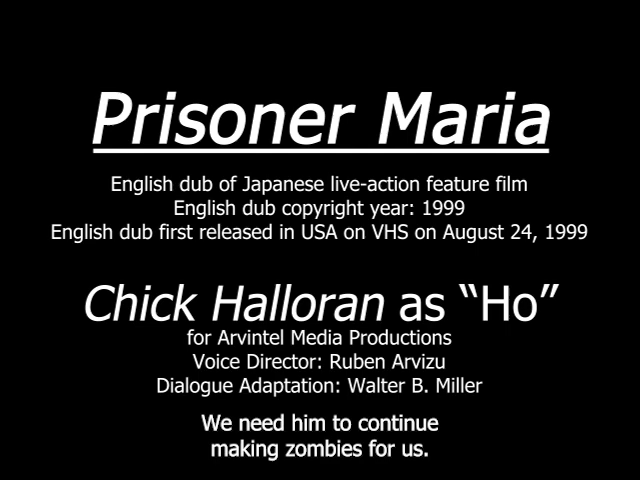 Prisoner Maria
English dub of Japanese live-action feature film
English dub copyright year: 1999
English dub first released in USA on VHS on August 24, 1999
Chick Halloran as “Ho”
for Arvintel Media Productions
Voice Director: Ruben Arvizu
Dialogue Adaptation: Walter B. Miller
We need him to continue
making zombies for us.